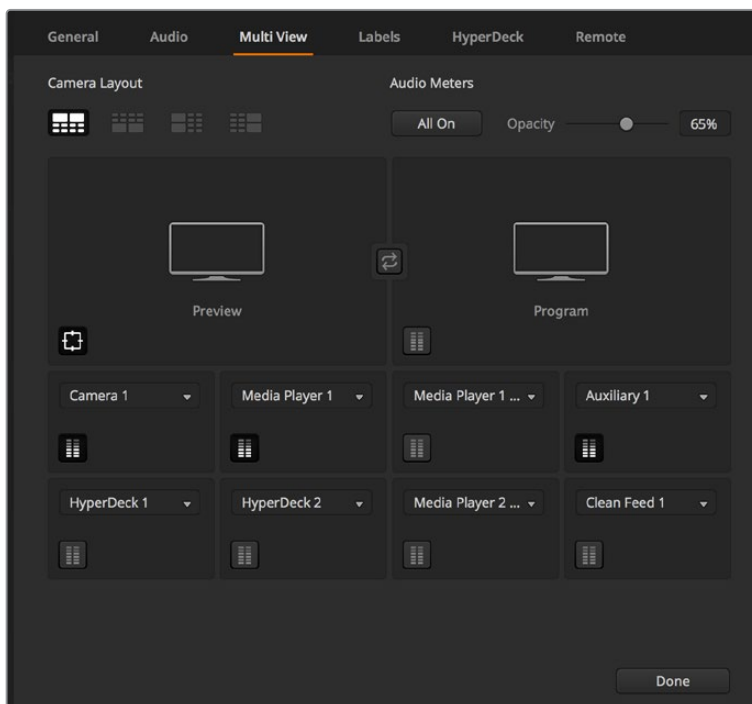 General Audio Multi View Labels HyperDeck Remote
Camera Layout Audio Meters
All On Opacity 65%
Preview Program
Camera 1 Media Player 1 Media Player 1 ... Auxiliary 1
HyperDeck 1 HyperDeck 2 Media Player 2 ... Clean Feed 1
Done